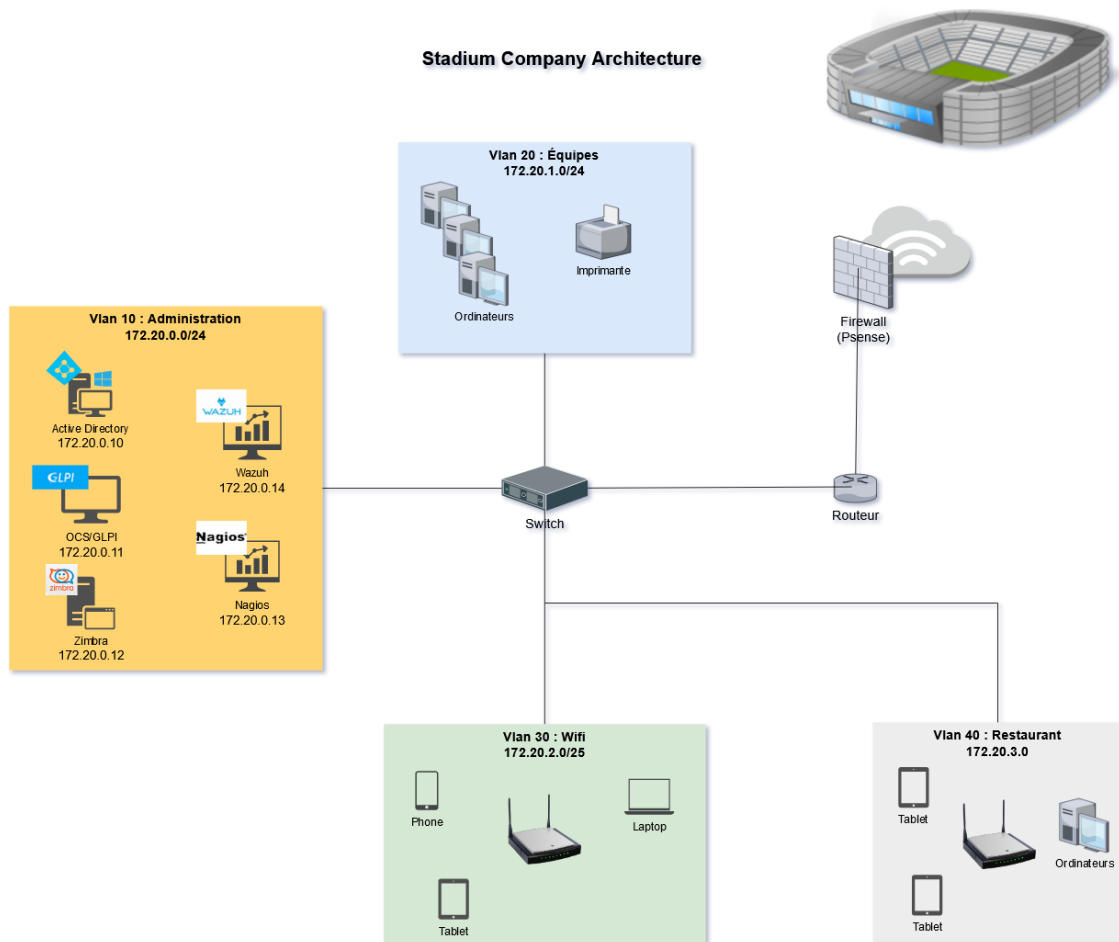 Stadium Company Architecture
Vlan 20 : Équipes
172.20.1.0/24
Ordinateurs
Imprimante
Firewall
(Psense)
Vlan 10 : Administration
172.20.0.0/24
Active Directory
172.20.0.10
WAZUH
Wazuh
172.20.0.14
GLPI
OCS/GLPI
172.20.0.11
Nagios®
Nagios
172.20.0.13
zimbra
Zimbra
172.20.0.12
Switch
Routeur
Vlan 30 : Wifi
172.20.2.0/25
Phone
Laptop
Tablet
Vlan 40 : Restaurant
172.20.3.0
Tablet
Ordinateurs
Tablet